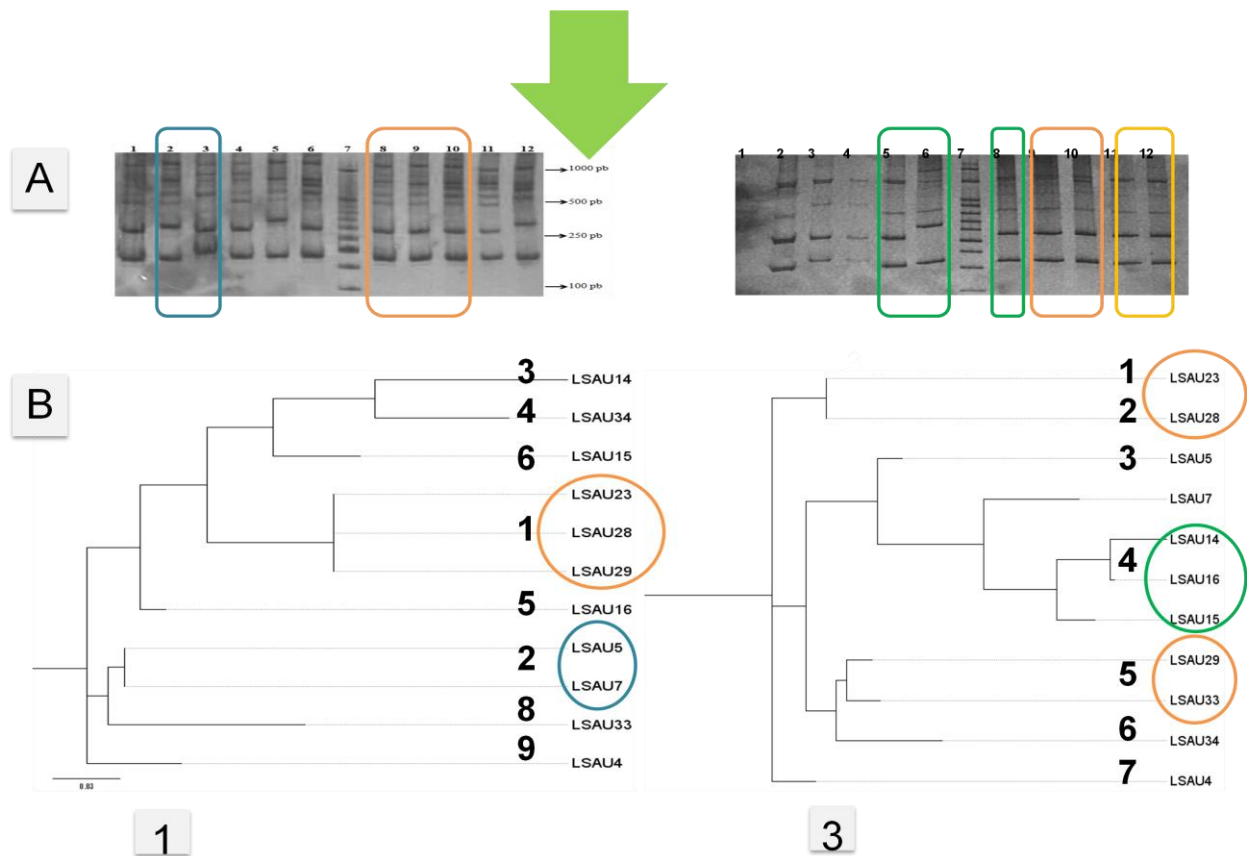 A
1 2 3 4 5 6 7 8 9 10 11 12
1000 pb
500 pb
250 pb
100 pb
1 2 3 4 5 6 7 8 9 10 11 12
B
3 LSAU14
4 LSAU34
6 LSAU15
LSAU23
1 LSAU28
LSAU29
5 LSAU16
2 LSAU5
LSAU7
8 LSAU33
9 LSAU4
0.03
1
1 LSAU23
2 LSAU28
3 LSAU5
LSAU7
LSAU14
4 LSAU16
LSAU15
5 LSAU29
LSAU33
6 LSAU34
7 LSAU4
3